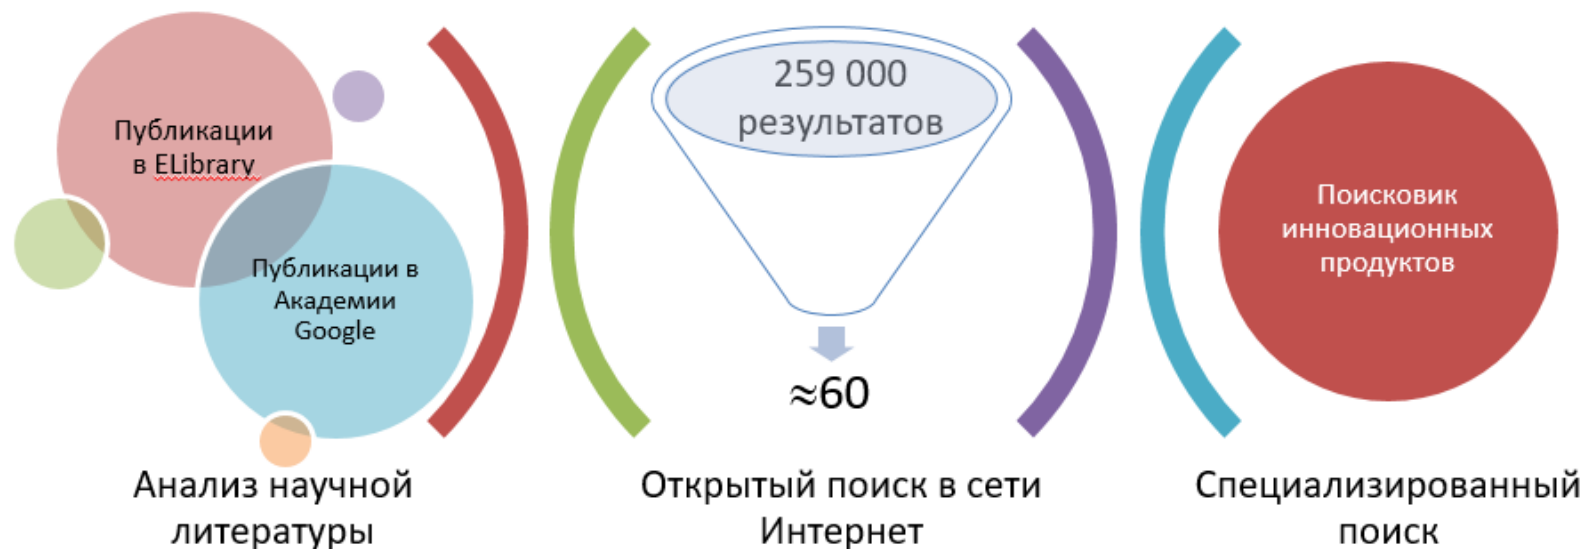 Публикации
в ELibrary
Публикации в
Академии
Google
Анализ научной
литературы
259 000
результатов
≈60
Открытый поиск в сети
Интернет
Поисковик
инновационных
продуктов
Специализированный
поиск